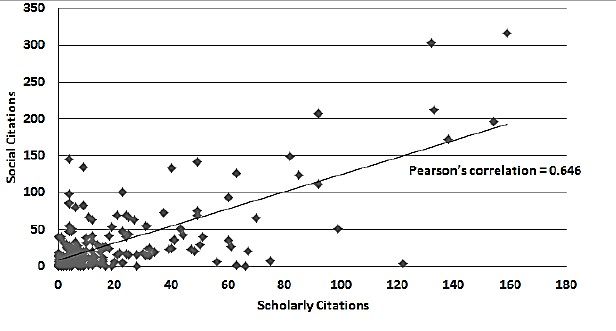 350
300
250
200
150
100
50
0
Social Citations
Pearson's correlation = 0.646
0 20 40 60 80 100 120 140 160 180
Scholarly Citations